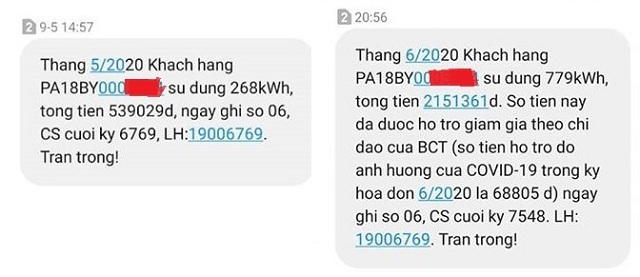 2 9-5 14:57
Thang 5/2020 Khach hang
PA18BY000 su dung 268kWh,
tong tien 539029d, ngay ghi so 06,
CS cuoi ky 6769, LH:19006769.
Tran trong!
2 20:56
Thang 6/2020 Khach hang
PA18BY00 su dung 779kWh,
tong tien 2151361d. So tien nay
da duoc ho tro giam gia theo chi
dao cua BCT (so tien ho tro do
anh huong cua COVID-19 trong ky
hoa don 6/2020 la 68805 d) ngay
ghi so 06, CS cuoi ky 7548. LH:
19006769. Tran trong!